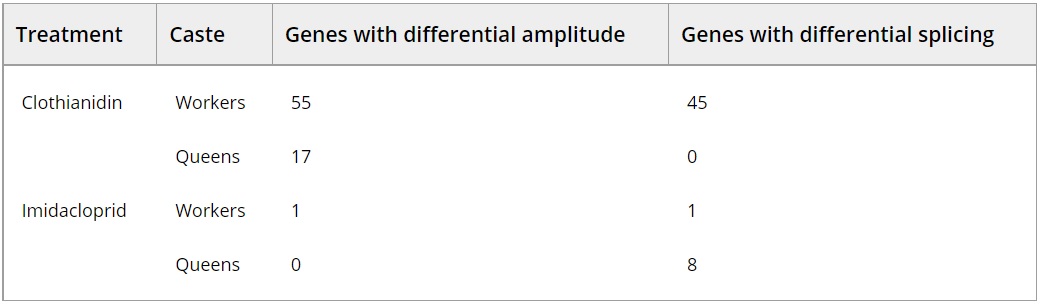 Treatment Caste Genes with differential amplitude Genes with differential splicing
Clothianidin Workers 55 45
Queens 17 0
Imidacloprid Workers 1 1
Queens 0 8